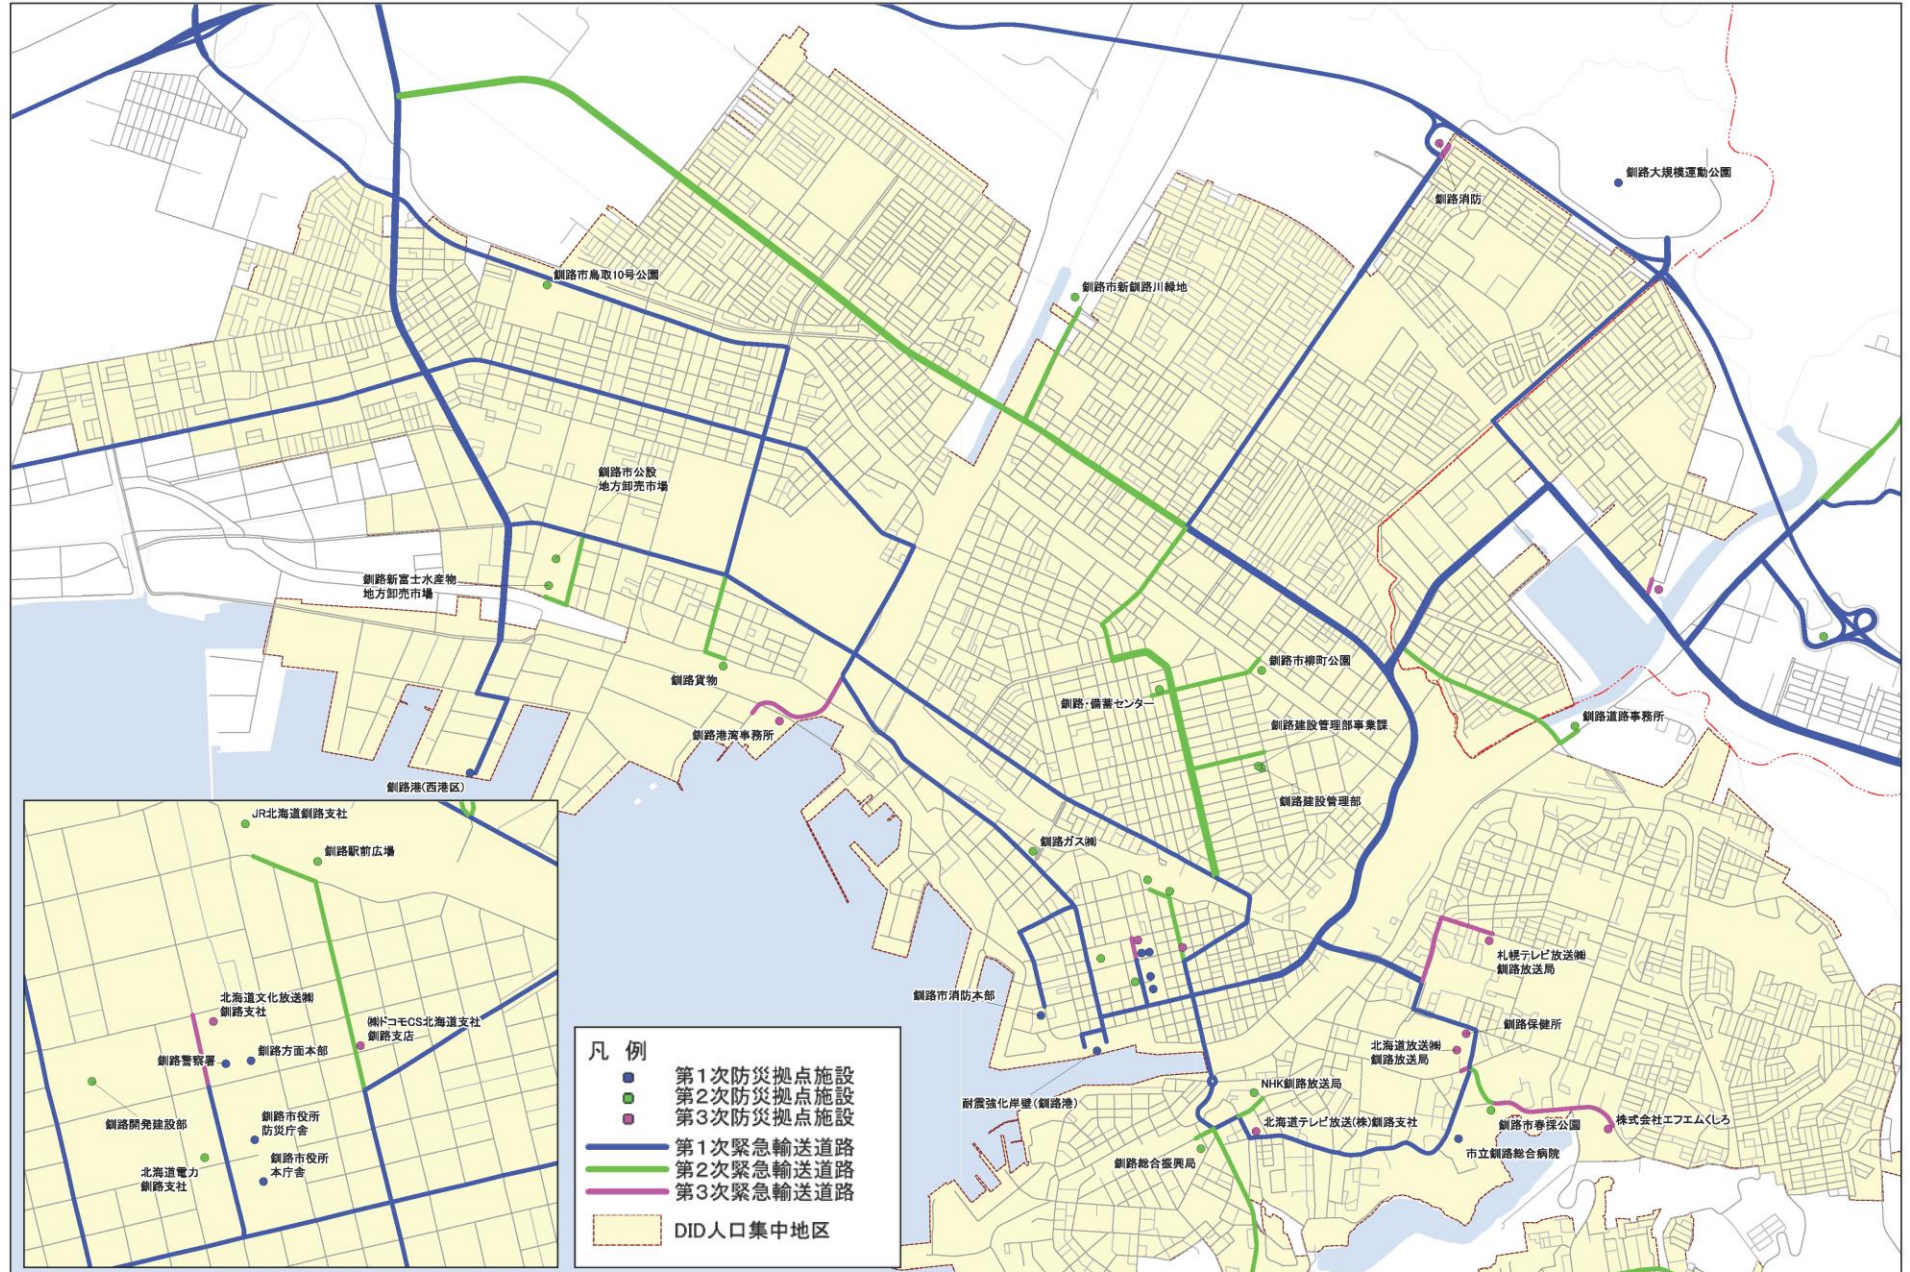 釧路大規模運動公園
釧路消防
釧路市鳥取10号公園
釧路市新釧路川緑地
釧路市公設
地方卸売市場
釧路新富士水産物
地方卸売市場
釧路貨物
釧路港湾事務所
釧路港(西港区)
釧路市柳町公園
釧路・備蓄センター
釧路建設管理部事業課
釧路道路事務所
釧路建設管理部
釧路ガス㈱
札幌テレビ放送㈱
釧路放送局
釧路市消防本部
釧路保健所
北海道放送㈱
釧路放送局
NHK釧路放送局
耐震強化岸壁(釧路港)
北海道テレビ放送(株)釧路支社
釧路市春採公園
株式会社エフエムくしろ
市立釧路総合病院
釧路総合振興局
JR北海道釧路支社
釧路駅前広場
北海道文化放送㈱
釧路支社
㈱ドコモCS北海道支社
釧路支店
釧路警察署
釧路方面本部
釧路開発建設部
釧路市役所
防災庁舎
北海道電力
釧路支社
釧路市役所
本庁舎
凡 例
第1次防災拠点施設
第2次防災拠点施設
第3次防災拠点施設
第1次緊急輸送道路
第2次緊急輸送道路
第3次緊急輸送道路
DID人口集中地区